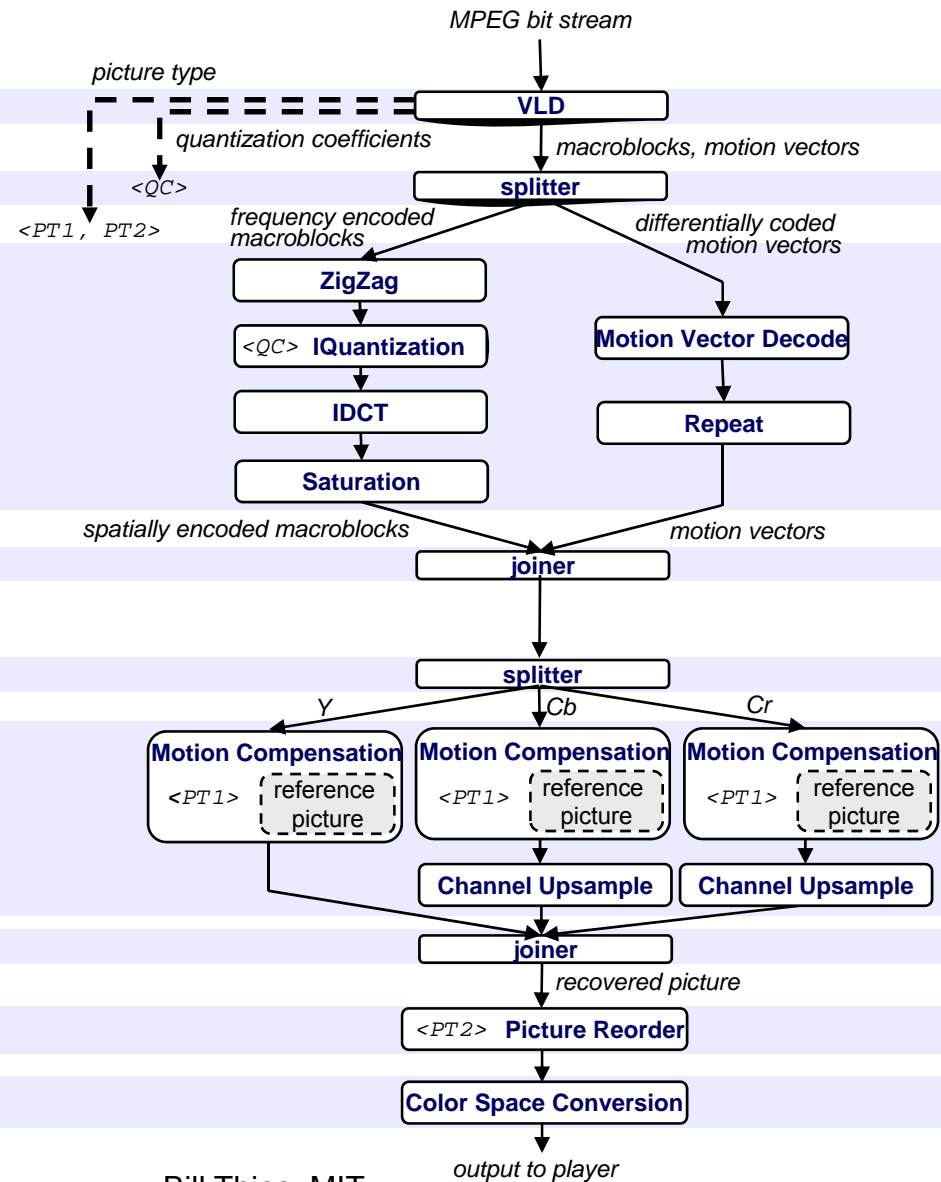 MPEG bit stream
picture type
VLD
quantization coefficients
macroblocks, motion vectors
<QC>
splitter
<PT1, PT2>
frequency encoded
macroblocks
differentially coded
motion vectors
ZigZag
<QC> IQuantization
Motion Vector Decode
IDCT
Repeat
Saturation
spatially encoded macroblocks
motion vectors
joiner
splitter
Y
Cb
Cr
Motion Compensation
<PT1>
reference
picture
Motion Compensation
<PT1>
reference
picture
Motion Compensation
<PT1>
reference
picture
Channel Upsample
Channel Upsample
joiner
recovered picture
<PT2> Picture Reorder
Color Space Conversion
output to player